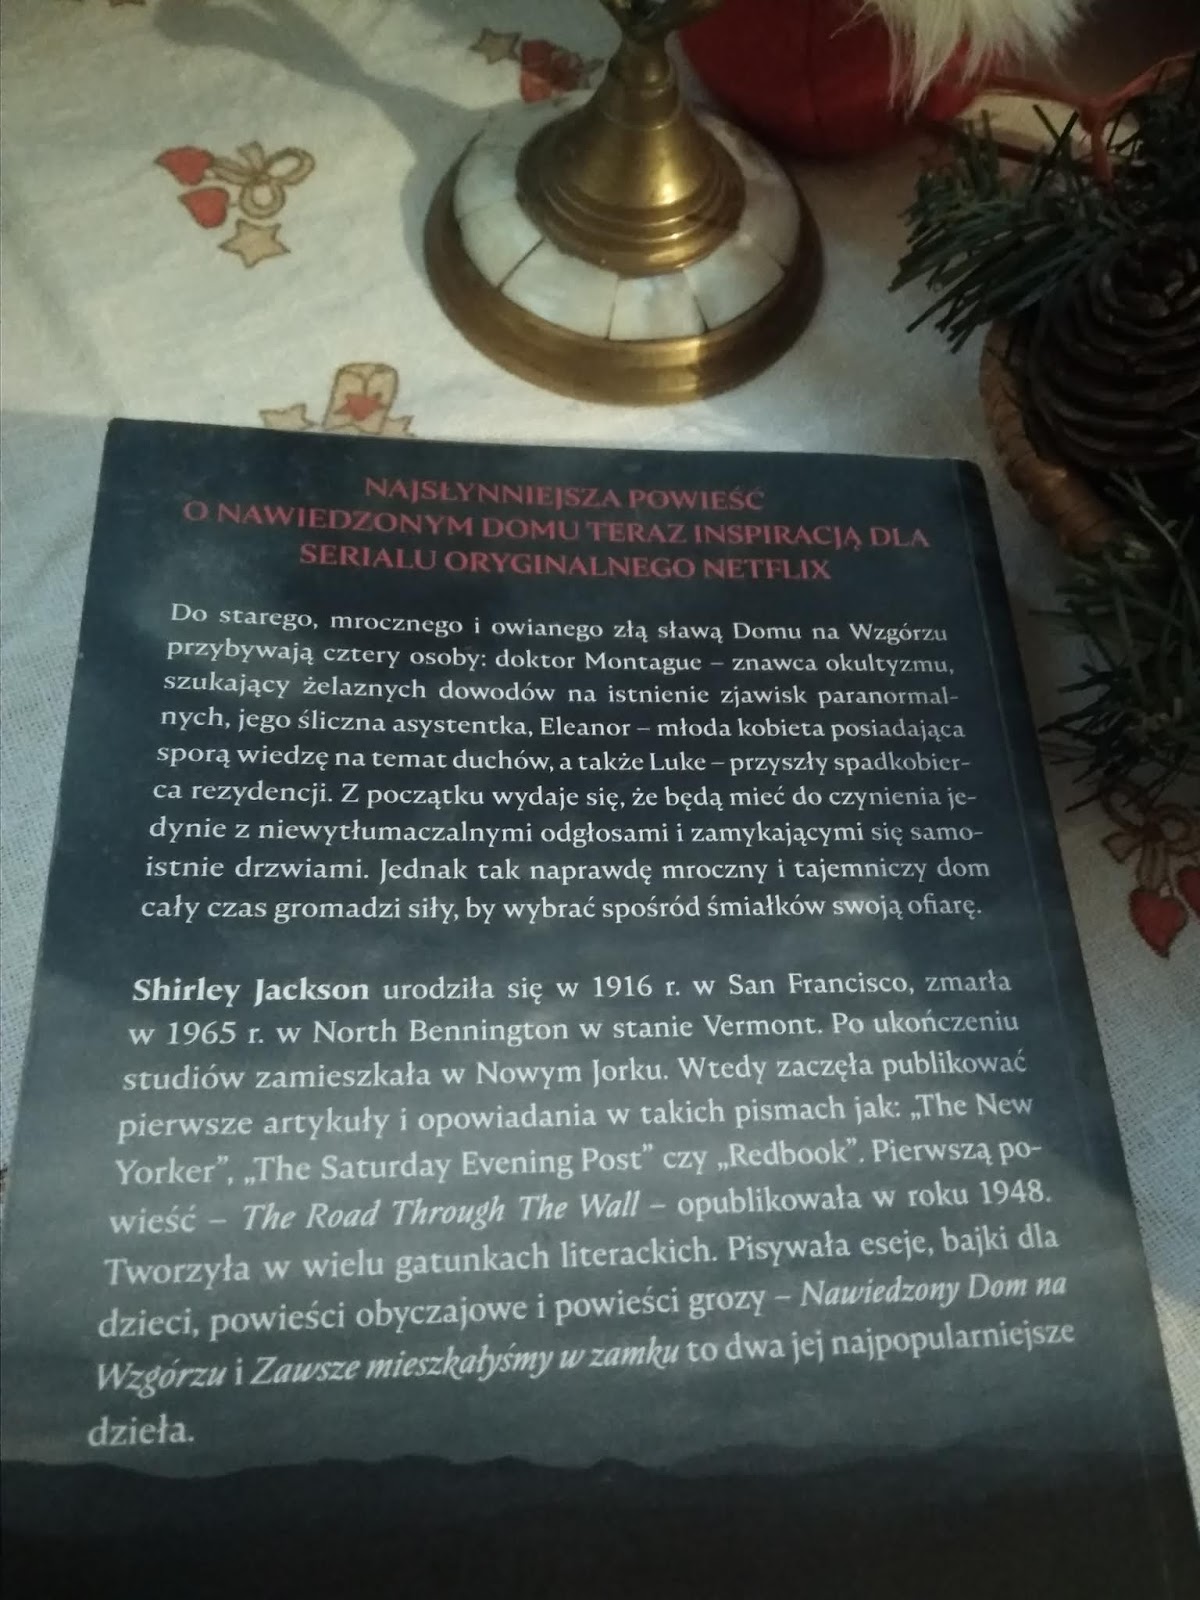 NAJSŁYNNIEJSZA POWIEŚĆ
O NAWIEDZONYM DOMU TERAZ INSPIRACJĄ DLA
SERIALU ORYGINALNEGO NETFLIX
Do starego, mrocznego i owianego złą sławą Domu na Wzgórzu
przybywają cztery osoby: doktor Montague – znawca okultyzmu,
szukający żelaznych dowodów na istnienie zjawisk paranormal-
nych, jego śliczna asystentka, Eleanor – młoda kobieta posiadająca
sporą wiedzę na temat duchów, a także Luke – przyszły spadkobier-
ca rezydencji. Z początku wydaje się, że będą mieć do czynienia je-
dynie z niewytłumaczalnymi odgłosami i zamykającymi się samo-
istnie drzwiami. Jednak tak naprawdę mroczny i tajemniczy dom
cały czas gromadzi siły, by wybrać spośród śmiałków swoją ofiarę.
Shirley Jackson urodziła się w 1916 r. w San Francisco, zmarła
w 1965 r. w North Bennington w stanie Vermont. Po ukończeniu
studiów zamieszkała w Nowym Jorku. Wtedy zaczęła publikować
pierwsze artykuły i opowiadania w takich pismach jak: „The New
Yorker”, „The Saturday Evening Post” czy „Redbook”. Pierwszą po-
wieść – The Road Through The Wall – opublikowała w roku 1948.
Tworzyła w wielu gatunkach literackich. Pisywała eseje, bajki dla
dzieci, powieści obyczajowe i powieści grozy – Nawiedzony Dom na
Wzgórzu i Zawsze mieszkałyśmy w zamku to dwa jej najpopularniejsze
dzieła.